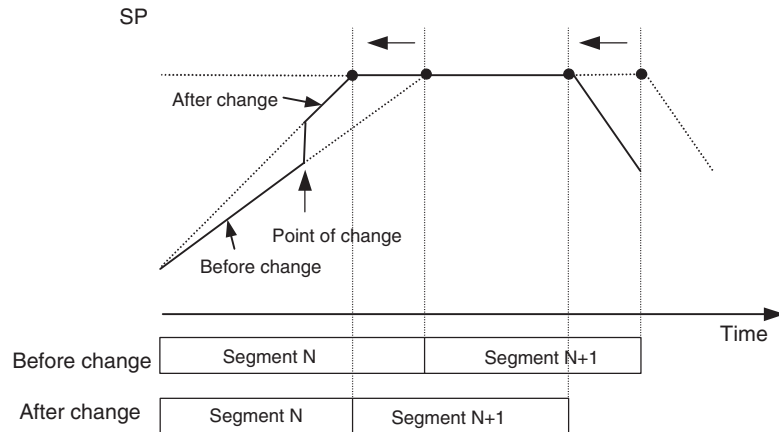 SP
After change
Point of change
Before change
Time
Before change
Segment N
Segment N+1
After change
Segment N
Segment N+1